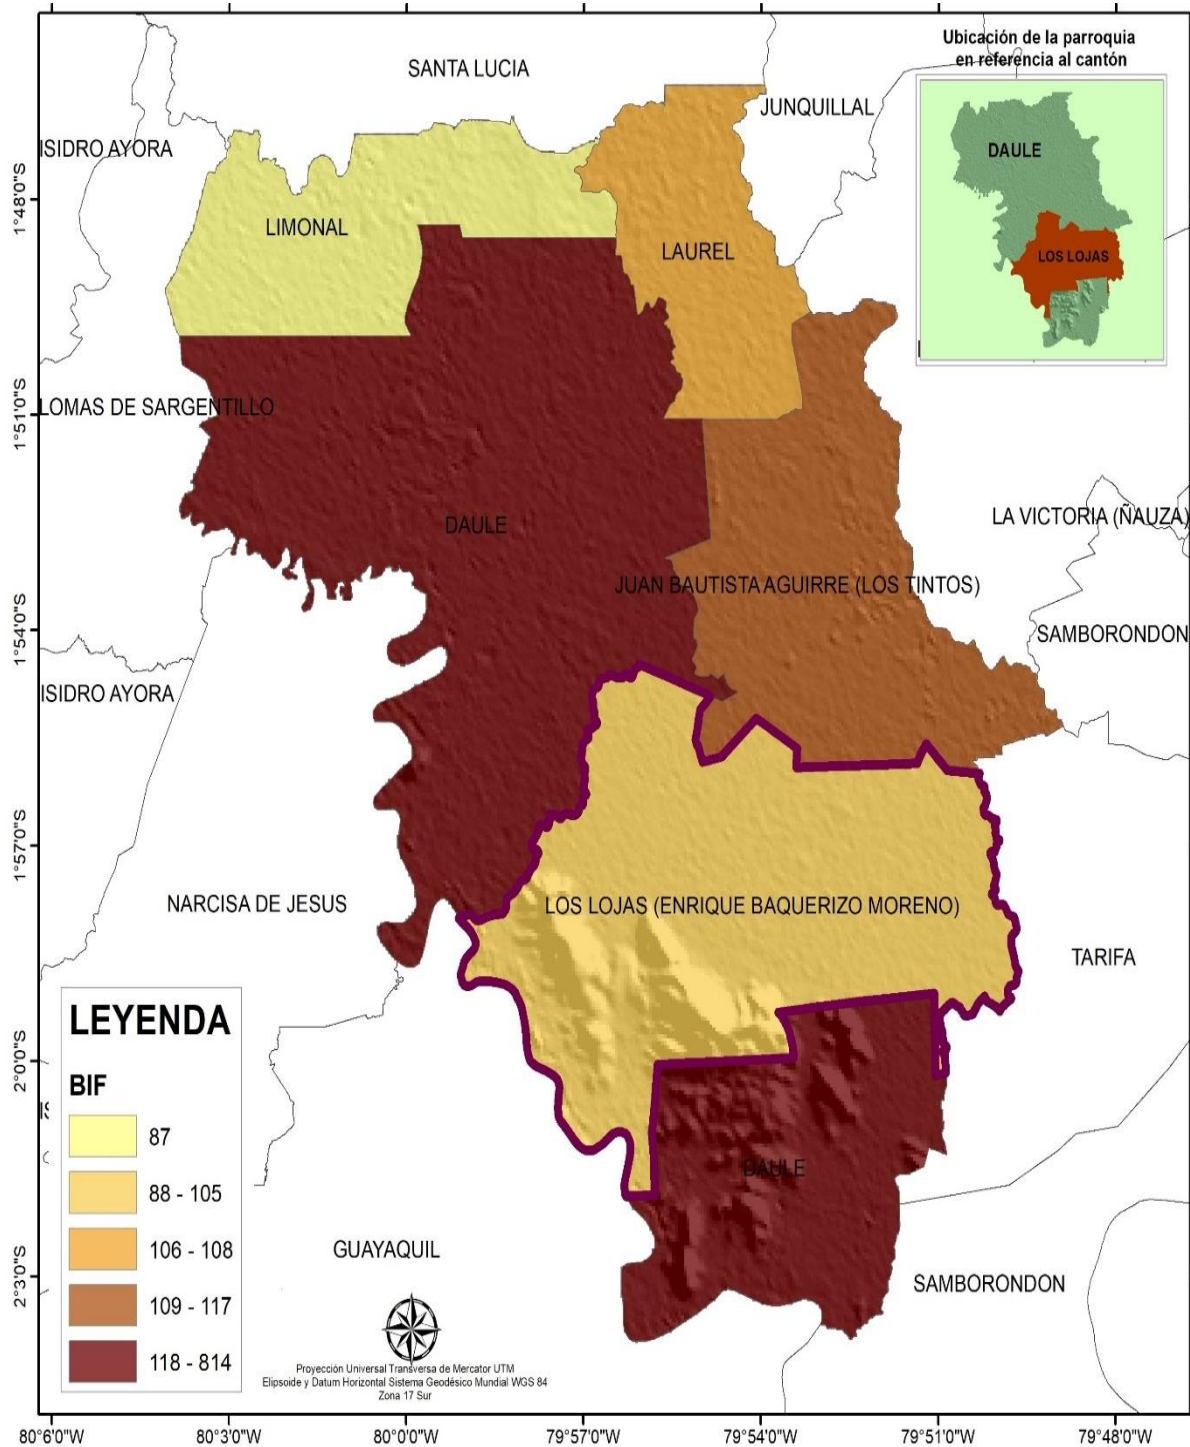 Ubicación de la parroquia
en referencia al cantón
DAULE
LOS LOJAS
SANTA LUCIA
JUNQUILLAL
ISIDRO AYORA
LIMONAL
LAUREL
LOMAS DE SARGENTILLO
DAULE
LA VICTORIA (ÑAUZA)
JUAN BAUTISTA AGUIRRE (LOS TINTOS)
SAMBORONDON
ISIDRO AYORA
NARCISA DE JESUS
LOS LOJAS (ENRIQUE BAQUERIZO MORENO)
TARIFA
DAULE
GUAYAQUIL
SAMBORONDON
LEYENDA
BIF
87
88 - 105
106 - 108
109 - 117
118 - 814
Proyección Universal Transversa de Mercator UTM
Elipsoide y Datum Horizontal Sistema Geodésico Mundial WGS 84
Zona 17 Sur
1°48'0"S
1°51'0"S
1°54'0"S
1°57'0"S
2°0'0"S
2°3'0"S
80°6'0"W
80°3'0"W
80°0'0"W
79°57'0"W
79°54'0"W
79°51'0"W
79°48'0"W